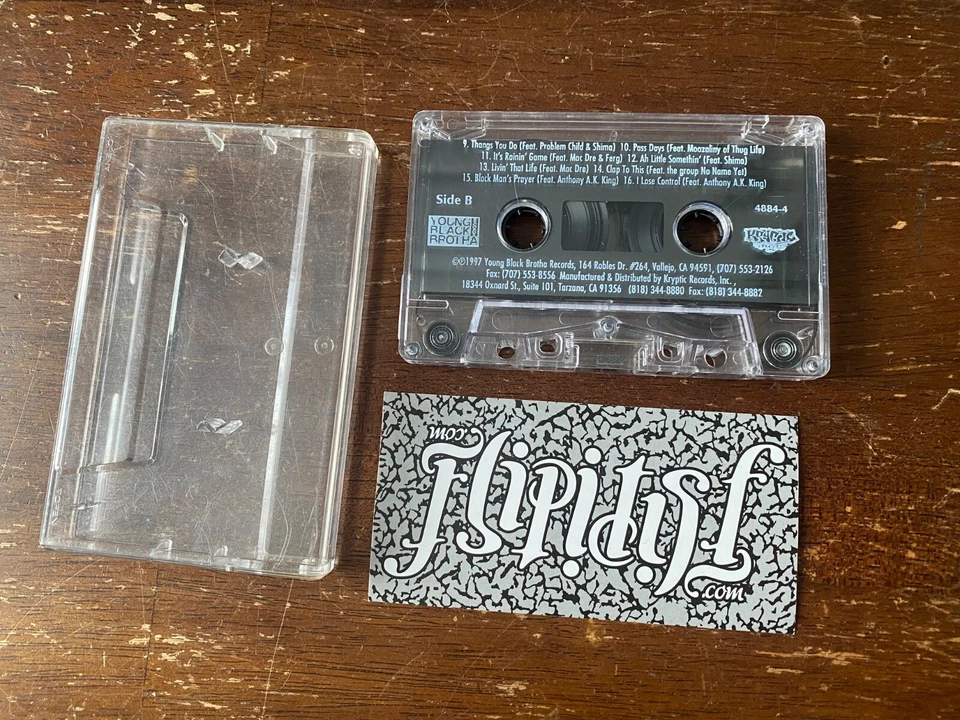 9. Thangs You Do (Feat. Problem Child & Shima) 10. Pass Days (Feat. Moozaliny of Thug Life)
11. It's Rainin' Game (Feat. Mac Dre & Ferg) 12. Ah Little Somethin' (Feat. Shima)
13. Livin' That Life (Feat. Mac Dre) 14. Clap To This (Feat. the group No Name Yet)
15. Black Man's Prayer (Feat. Anthony A.K. King) 16. I Lose Control (Feat. Anthony A.K. King)
Side B
4884-4
YOUNG
BLACK
BROTHA
Kryptic
©℗1997 Young Black Brotha Records, 164 Robles Dr. #264, Vallejo, CA 94591, (707) 553-2126
Fax: (707) 553-8556 Manufactured & Distributed by Kryptic Records, Inc.,
18344 Oxnard St., Suite 101, Tarzana, CA 91356 (818) 344-8880 Fax: (818) 344-8882
.com
flipidist
.com